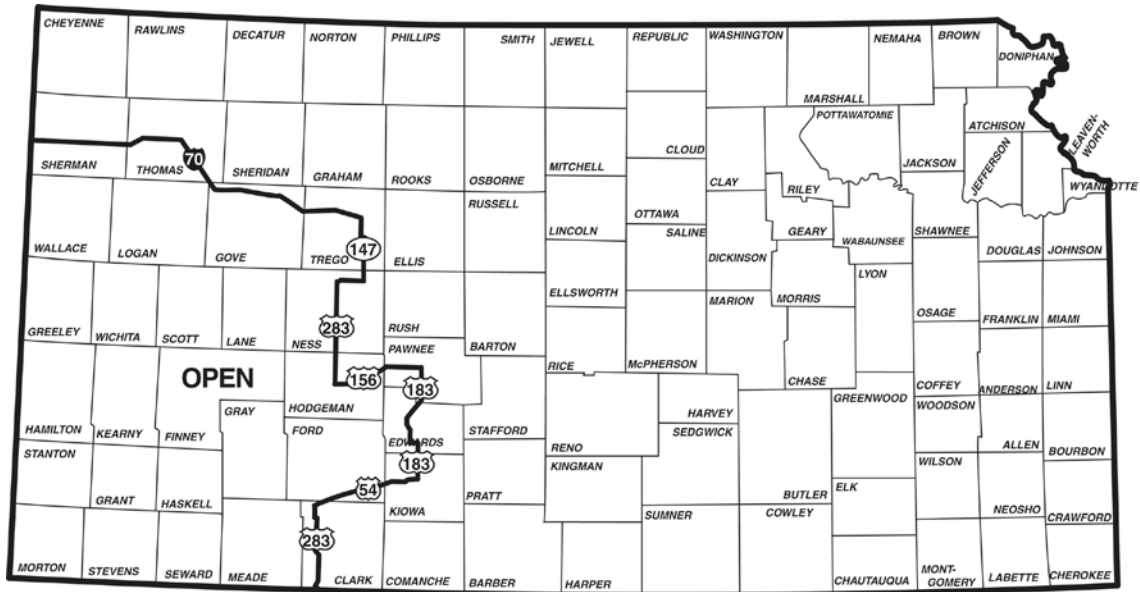 CHEYENNE
RAWLINS
DECATUR
NORTON
PHILLIPS
SMITH
JEWELL
REPUBLIC
WASHINGTON
MARSHALL
NEMAHA
BROWN
DONIPHAN
SHERMAN
THOMAS
70
SHERIDAN
GRAHAM
ROOKS
OSBORNE
MITCHELL
CLOUD
CLAY
RILEY
POTTAWATOMIE
JACKSON
ATCHISON
JEFFERSON
LEAVEN-
WORTH
WYANDOTTE
WALLACE
LOGAN
GOVE
TREGO
147
ELLIS
RUSSELL
LINCOLN
OTTAWA
SALINE
DICKINSON
GEARY
WABAUNSEE
SHAWNEE
DOUGLAS
JOHNSON
GREELEY
WICHITA
SCOTT
LANE
NESS
283
RUSH
BARTON
ELLSWORTH
RICE
McPHERSON
MARION
MORRIS
CHASE
LYON
OSAGE
FRANKLIN
MIAMI
OPEN
156
PAWNEE
183
HAMILTON
KEARNY
FINNEY
GRAY
HODGEMAN
FORD
EDWARDS
STAFFORD
RENO
HARVEY
SEDGWICK
BUTLER
GREENWOOD
COFFEY
ANDERSON
LINN
WOODSON
ALLEN
BOURBON
STANTON
GRANT
HASKELL
54
183
KIOWA
PRATT
KINGMAN
SUMNER
COWLEY
ELK
WILSON
NEOSHO
CRAWFORD
MORTON
STEVENS
SEWARD
MEADE
283
CLARK
COMANCHE
BARBER
HARPER
CHAUTAUQUA
MONT-
GOMERY
LABETTE
CHEROKEE